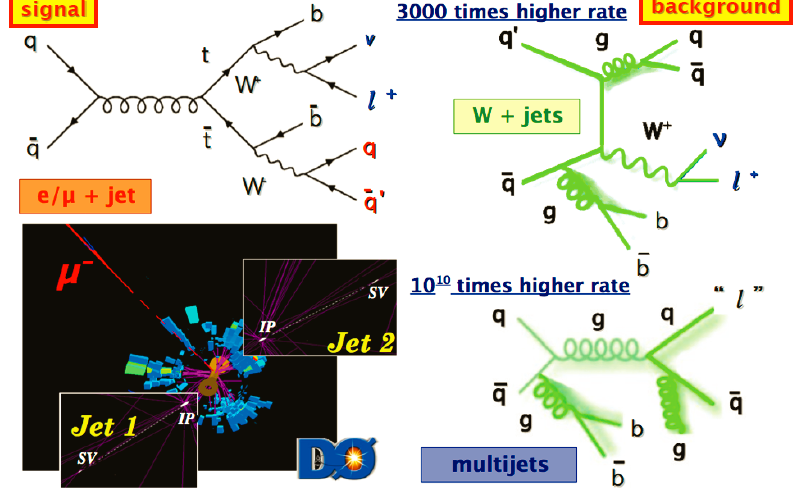 signal
q
q̄
t
t̄
W⁺
b
ν
l +
b̄
W⁻
q
q̄'
e/μ + jet
μ⁻
IP
SV
Jet 2
Jet 1
IP
SV
DØ
3000 times higher rate
background
q'
g
q
q̄
W + jets
W⁺
ν
l +
q̄
g
b
b̄
10¹⁰ times higher rate
q
g
q
“ l ”
q̄
g
b
b̄
g
q̄
multijets